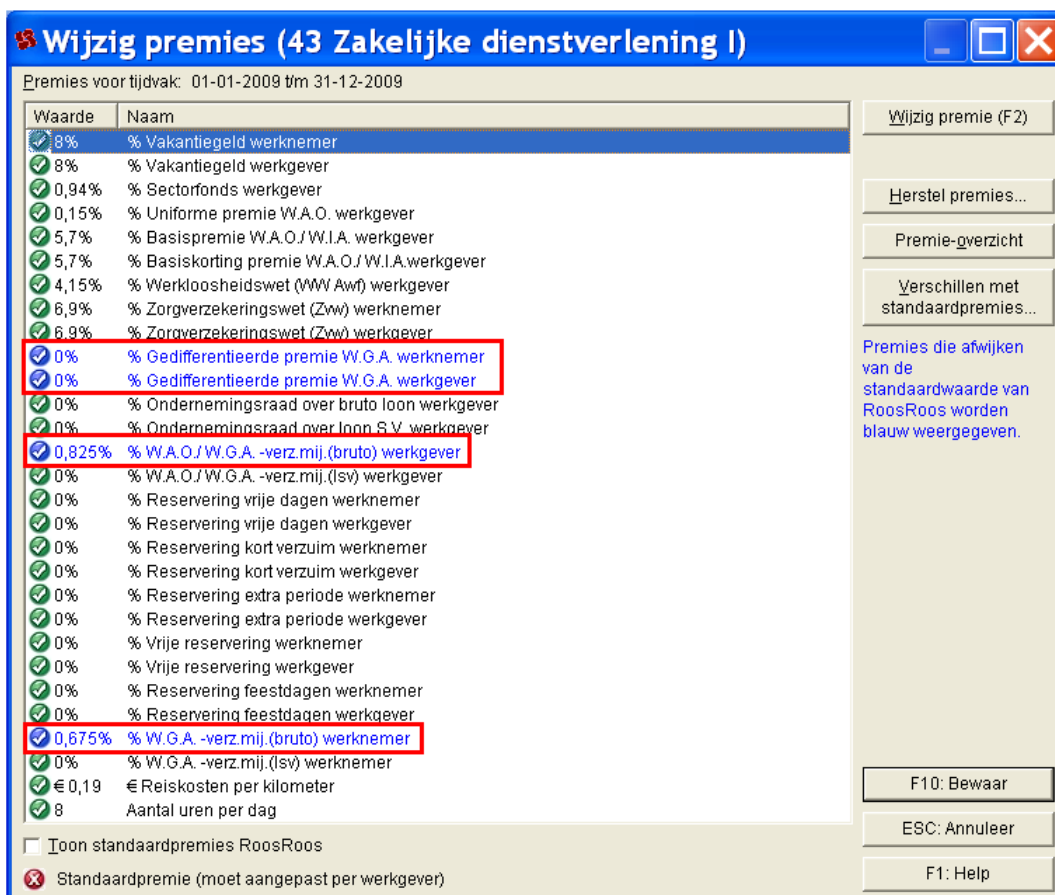 Wijzig premies (43 Zakelijke dienstverlening I)
Premies voor tijdvak: 01-01-2009 t/m 31-12-2009
Waarde Naam
8% % Vakantiegeld werknemer
8% % Vakantiegeld werkgever
0,94% % Sectorfonds werkgever
0,15% % Uniforme premie W.A.O. werkgever
5,7% % Basispremie W.A.O./ W.I.A. werkgever
5,7% % Basiskorting premie W.A.O./ W.I.A.werkgever
4,15% % Werkloosheidswet (WW Awf) werkgever
6,9% % Zorgverzekeringswet (Zvw) werknemer
6,9% % Zorgverzekeringswet (Zvw) werkgever
0% % Gedifferentieerde premie W.G.A. werknemer
0% % Gedifferentieerde premie W.G.A. werkgever
0% % Ondernemingsraad over bruto loon werkgever
0% % Ondernemingsraad over loon S.V. werkgever
0,825% % W.A.O./ W.G.A. -verz.mij.(bruto) werkgever
0% % W.A.O./ W.G.A. -verz.mij.(lsv) werkgever
0% % Reservering vrije dagen werknemer
0% % Reservering vrije dagen werkgever
0% % Reservering kort verzuim werknemer
0% % Reservering kort verzuim werkgever
0% % Reservering extra periode werknemer
0% % Reservering extra periode werkgever
0% % Vrije reservering werknemer
0% % Vrije reservering werkgever
0% % Reservering feestdagen werknemer
0% % Reservering feestdagen werkgever
0,675% % W.G.A. -verz.mij.(bruto) werknemer
0% % W.G.A. -verz.mij.(lsv) werknemer
€ 0,19 € Reiskosten per kilometer
8 Aantal uren per dag
Toon standaardpremies RoosRoos
Standaardpremie (moet aangepast per werkgever)
Wijzig premie (F2)
Herstel premies...
Premie-overzicht
Verschillen met
standaardpremies...
Premies die afwijken
van de
standaardwaarde van
RoosRoos worden
blauw weergegeven.
F10: Bewaar
ESC: Annuleer
F1: Help